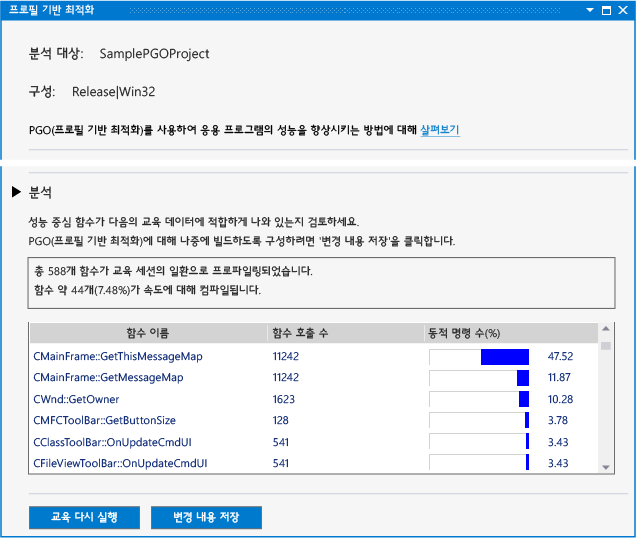 프로필 기반 최적화
분석 대상: SamplePGOProject
구성: Release|Win32
PGO(프로필 기반 최적화)를 사용하여 응용 프로그램의 성능을 향상시키는 방법에 대해 살펴보기
분석
성능 중심 함수가 다음의 교육 데이터에 적합하게 나와 있는지 검토하세요.
PGO(프로필 기반 최적화)에 대해 나중에 빌드하도록 구성하려면 '변경 내용 저장'을 클릭합니다.
총 588개 함수가 교육 세션의 일환으로 프로파일링되었습니다.
함수 약 44개(7.48%)가 속도에 대해 컴파일됩니다.
함수 이름 함수 호출 수 동적 명령 수(%)
CMainFrame::GetThisMessageMap 11242 47.52
CMainFrame::GetMessageMap 11242 11.87
CWnd::GetOwner 1623 10.28
CMFCToolBar::GetButtonSize 128 3.78
CClassToolBar::OnUpdateCmdUI 541 3.43
CFileViewToolBar::OnUpdateCmdUI 541 3.43
교육 다시 실행 변경 내용 저장